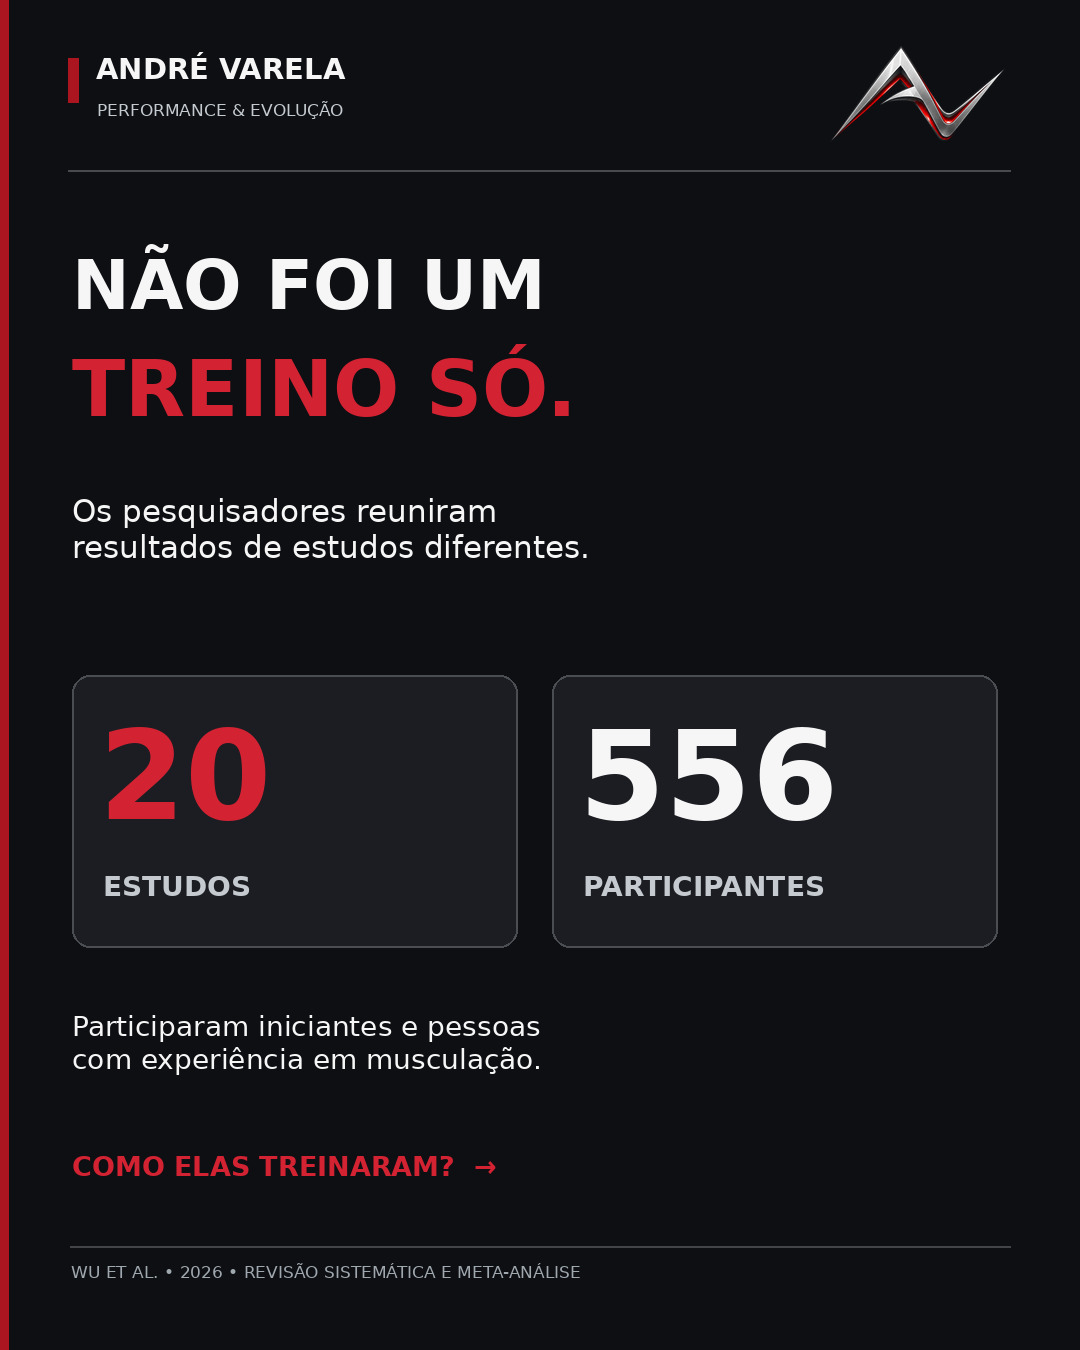 ANDRÉ VARELA
PERFORMANCE & EVOLUÇÃO
NÃO FOI UM
TREINO SÓ.
Os pesquisadores reuniram
resultados de estudos diferentes.
20
ESTUDOS
556
PARTICIPANTES
Participaram iniciantes e pessoas
com experiência em musculação.
COMO ELAS TREINARAM? →
WU ET AL. • 2026 • REVISÃO SISTEMÁTICA E META-ANÁLISE